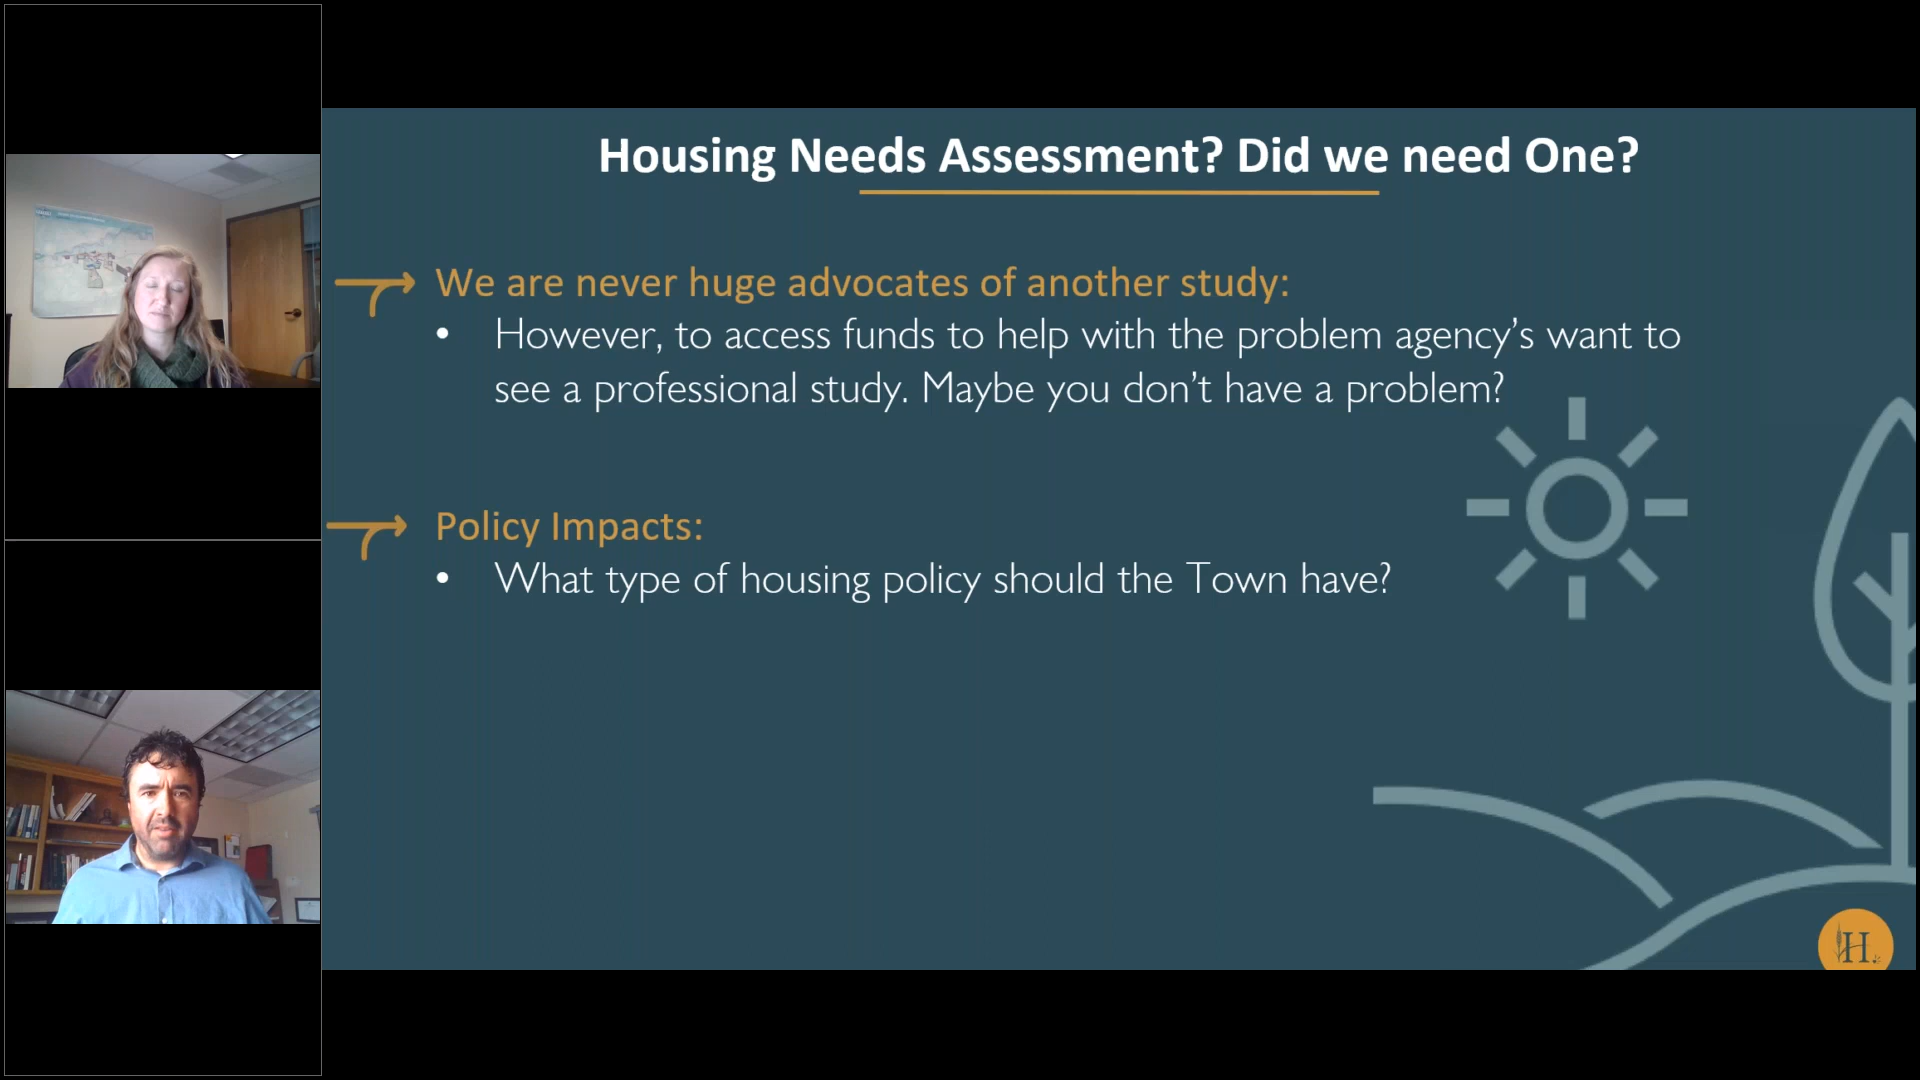 Housing Needs Assessment? Did we need One?
We are never huge advocates of another study:
• However, to access funds to help with the problem agency’s want to
see a professional study. Maybe you don’t have a problem?
Policy Impacts:
• What type of housing policy should the Town have?
H.